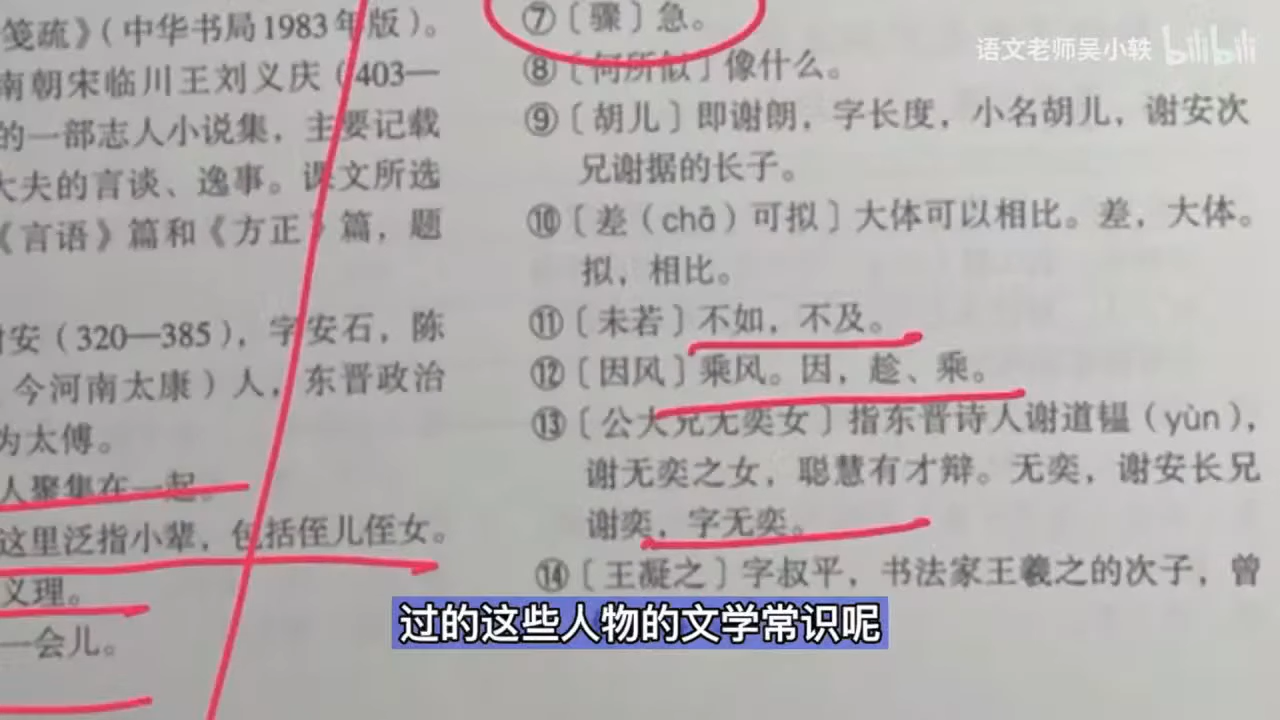 笺疏》（中华书局1983年版）。
南朝宋临川王刘义庆（403—
的一部志人小说集，主要记载
大夫的言谈、逸事。课文所选
《言语》篇和《方正》篇，题
谢安（320—385），字安石，陈
今河南太康）人，东晋政治
为太傅。
人聚集在一起。
这里泛指小辈，包括侄儿侄女。
义理。
一会儿。
⑦〔骤〕急。
⑧〔何所似〕像什么。
⑨〔胡儿〕即谢朗，字长度，小名胡儿，谢安次
兄谢据的长子。
⑩〔差（chā）可拟〕大体可以相比。差，大体。
拟，相比。
⑪〔未若〕不如，不及。
⑫〔因风〕乘风。因，趁、乘。
⑬〔公大兄无奕女〕指东晋诗人谢道韫（yùn），
谢无奕之女，聪慧有才辩。无奕，谢安长兄
谢奕，字无奕。
⑭〔王凝之〕字叔平，书法家王羲之的次子，曾
语文老师吴小轶 bilibili
过的这些人物的文学常识呢